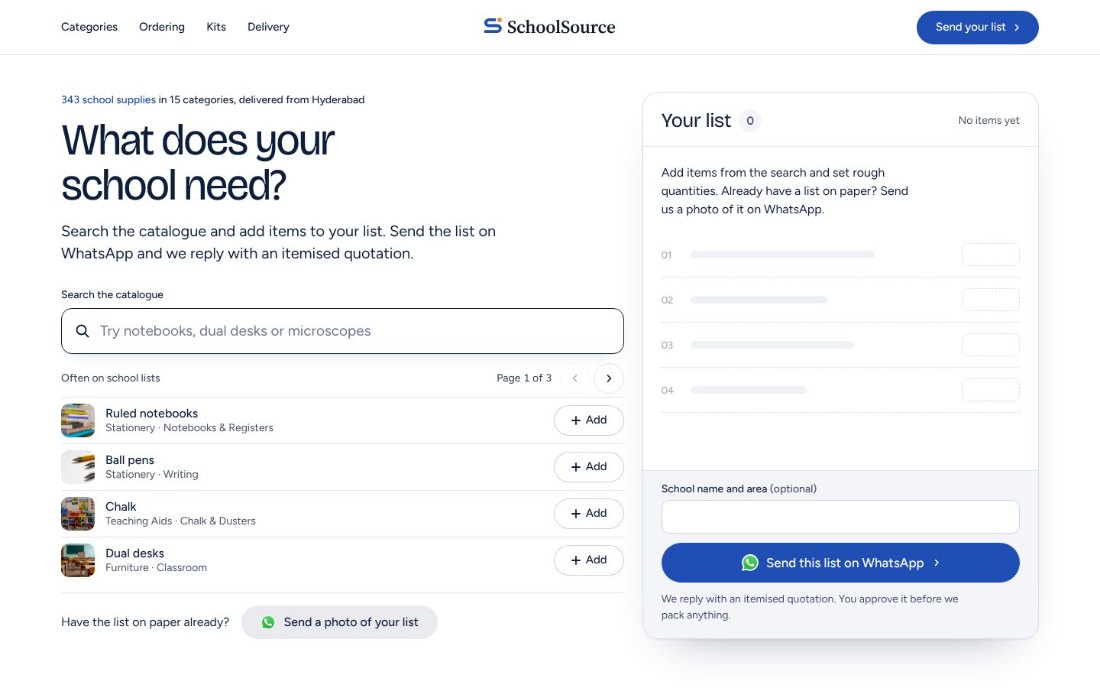 Categories Ordering Kits Delivery
SchoolSource
Send your list
343 school supplies in 15 categories, delivered from Hyderabad
What does your
school need?
Search the catalogue and add items to your list. Send the list on
WhatsApp and we reply with an itemised quotation.
Search the catalogue
Try notebooks, dual desks or microscopes
Often on school lists
Page 1 of 3
Ruled notebooks
Stationery · Notebooks & Registers
+ Add
Ball pens
Stationery · Writing
+ Add
Chalk
Teaching Aids · Chalk & Dusters
+ Add
Dual desks
Furniture · Classroom
+ Add
Have the list on paper already?
Send a photo of your list
Your list 0
No items yet
Add items from the search and set rough
quantities. Already have a list on paper? Send
us a photo of it on WhatsApp.
01
02
03
04
School name and area (optional)
Send this list on WhatsApp
We reply with an itemised quotation. You approve it before we
pack anything.